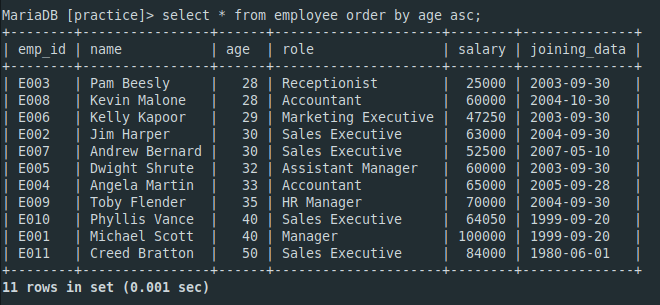 MariaDB [practice]> select * from employee order by age asc;
+--------+----------------+------+---------------------+--------+--------------+
| emp_id | name           | age  | role                | salary | joining_data |
+--------+----------------+------+---------------------+--------+--------------+
| E003   | Pam Beesly     |   28 | Receptionist        |  25000 | 2003-09-30   |
| E008   | Kevin Malone   |   28 | Accountant          |  60000 | 2004-10-30   |
| E006   | Kelly Kapoor   |   29 | Marketing Executive |  47250 | 2003-09-30   |
| E002   | Jim Harper     |   30 | Sales Executive     |  63000 | 2004-09-30   |
| E007   | Andrew Bernard |   30 | Sales Executive     |  52500 | 2007-05-10   |
| E005   | Dwight Shrute  |   32 | Assistant Manager   |  60000 | 2003-09-30   |
| E004   | Angela Martin  |   33 | Accountant          |  65000 | 2005-09-28   |
| E009   | Toby Flender   |   35 | HR Manager          |  70000 | 2004-09-30   |
| E010   | Phyllis Vance  |   40 | Sales Executive     |  64050 | 1999-09-20   |
| E001   | Michael Scott  |   40 | Manager             | 100000 | 1999-09-20   |
| E011   | Creed Bratton  |   50 | Sales Executive     |  84000 | 1980-06-01   |
+--------+----------------+------+---------------------+--------+--------------+
11 rows in set (0.001 sec)